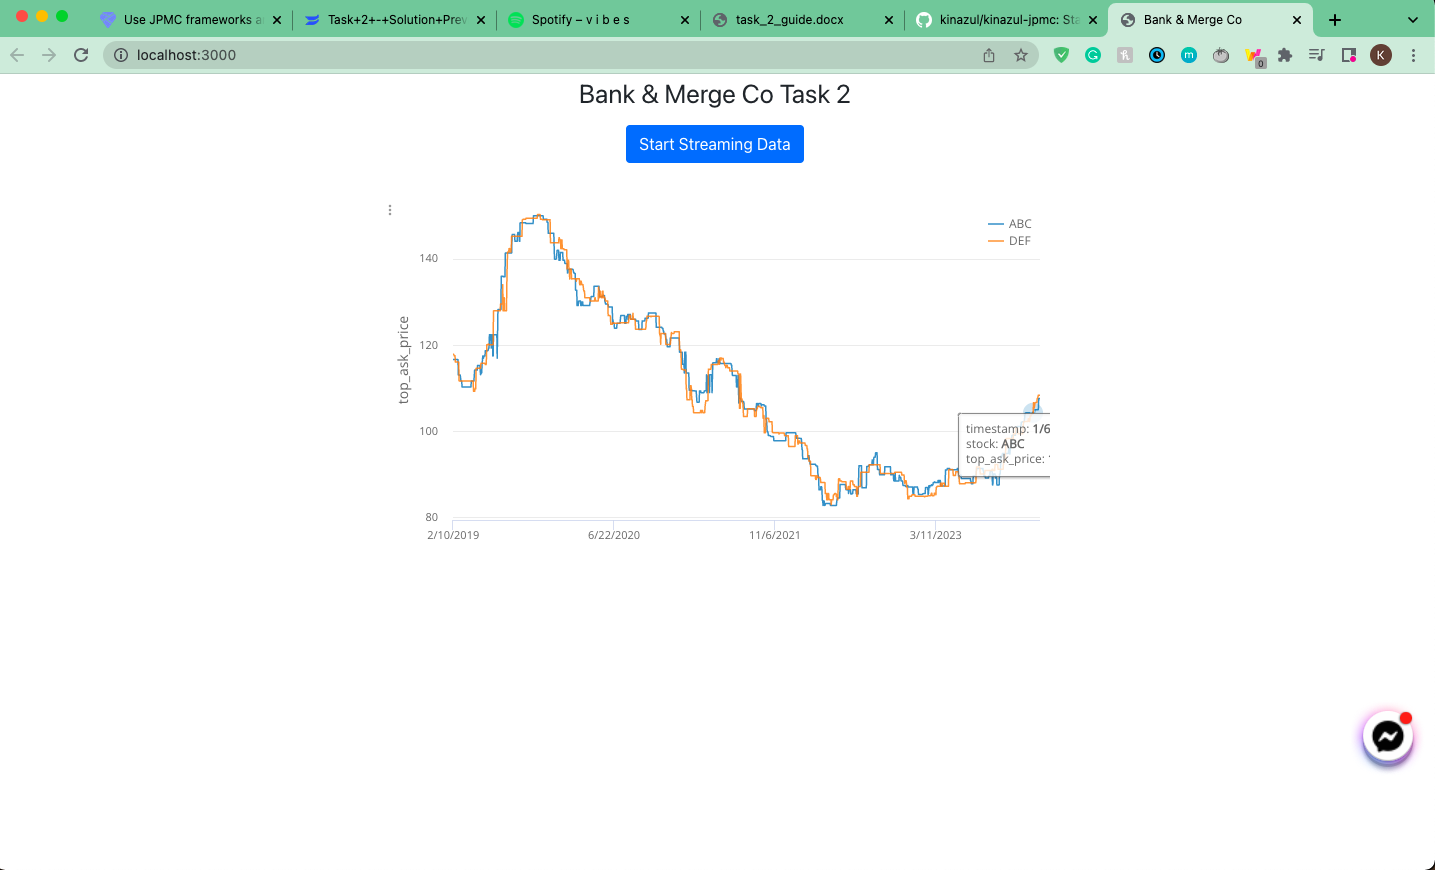 Use JPMC frameworks a
Task+2+-+Solution+Prev
Spotify – v i b e s
task_2_guide.docx
kinazul/kinazul-jpmc: Sta
Bank & Merge Co
localhost:3000
0
K
Bank & Merge Co Task 2
Start Streaming Data
ABC
DEF
140
120
100
80
top_ask_price
timestamp: 1/6
stock: ABC
top_ask_price:
2/10/2019
6/22/2020
11/6/2021
3/11/2023